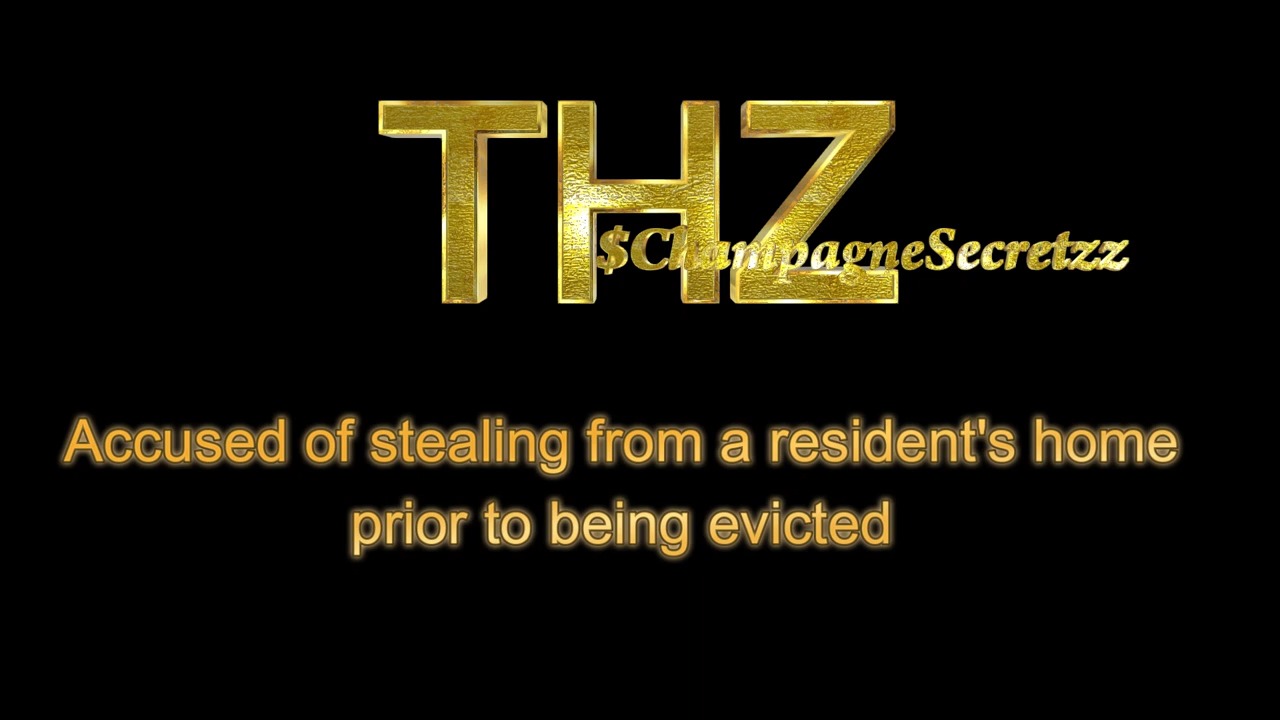 THZ
$ChampagneSecretzz
Accused of stealing from a resident's home
prior to being evicted